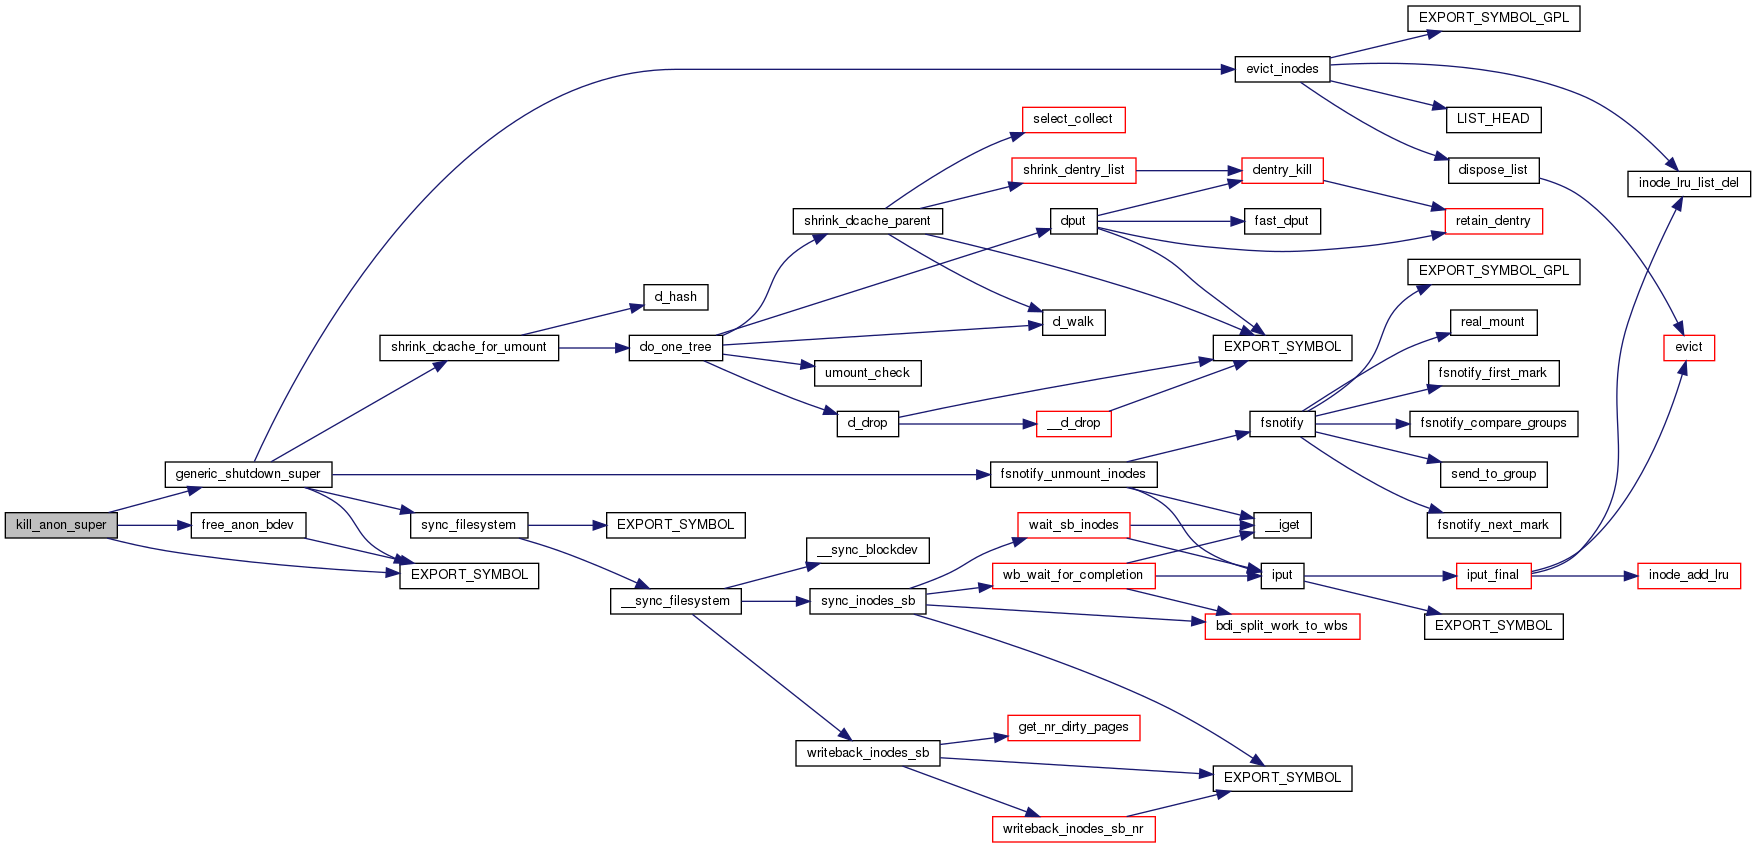 EXPORT_SYMBOL_GPL
evict_inodes
select_collect
LIST_HEAD
shrink_dentry_list
dentry_kill
dispose_list
inode_lru_list_del
shrink_dcache_parent
dput
fast_dput
retain_dentry
EXPORT_SYMBOL_GPL
d_hash
d_walk
real_mount
shrink_dcache_for_umount
do_one_tree
EXPORT_SYMBOL
evict
umount_check
fsnotify_first_mark
d_drop
__d_drop
fsnotify
fsnotify_compare_groups
generic_shutdown_super
fsnotify_unmount_inodes
send_to_group
kill_anon_super
free_anon_bdev
sync_filesystem
EXPORT_SYMBOL
wait_sb_inodes
__iget
fsnotify_next_mark
__sync_blockdev
EXPORT_SYMBOL
wb_wait_for_completion
iput
iput_final
inode_add_lru
__sync_filesystem
sync_inodes_sb
bdi_split_work_to_wbs
EXPORT_SYMBOL
get_nr_dirty_pages
writeback_inodes_sb
EXPORT_SYMBOL
writeback_inodes_sb_nr